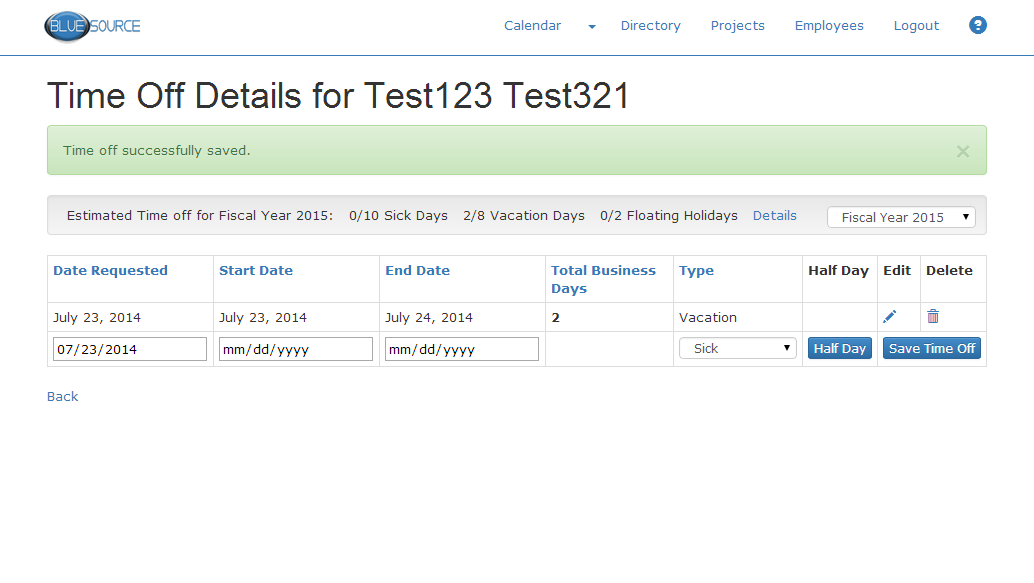 BLUESOURCE Calendar Directory Projects Employees Logout ?
Time Off Details for Test123 Test321
Time off successfully saved. ×
Estimated Time off for Fiscal Year 2015: 0/10 Sick Days 2/8 Vacation Days 0/2 Floating Holidays Details Fiscal Year 2015
Date Requested Start Date End Date Total Business Days Type Half Day Edit Delete
July 23, 2014 July 23, 2014 July 24, 2014 2 Vacation
07/23/2014 mm/dd/yyyy mm/dd/yyyy Sick Half Day Save Time Off
Back